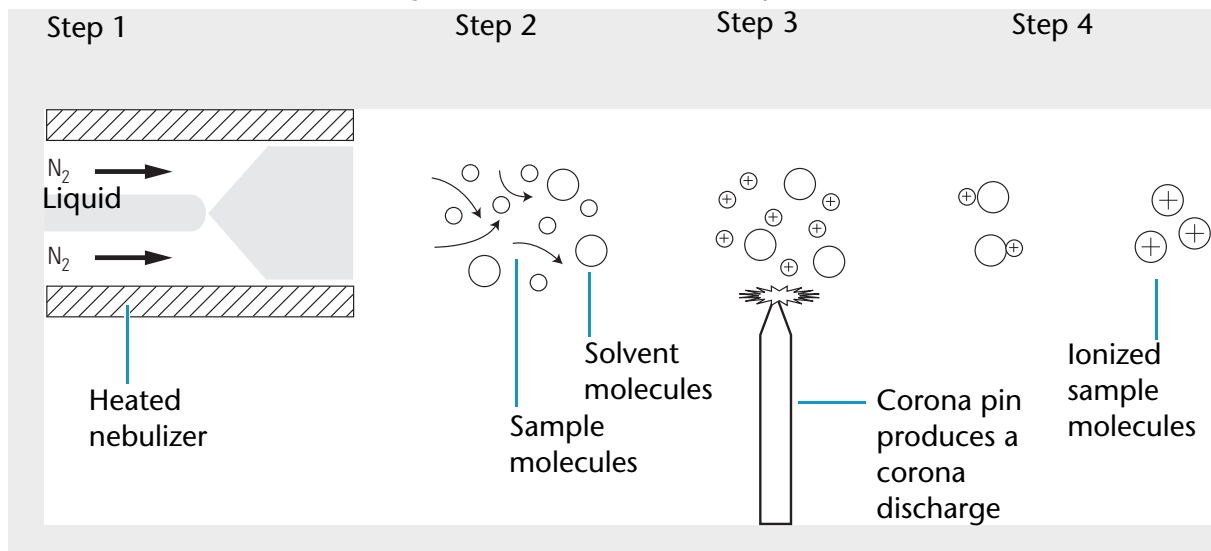 Step 1
Step 2
Step 3
Step 4
N₂
Liquid
N₂
Heated
nebulizer
Sample
molecules
Solvent
molecules
Corona pin
produces a
corona
discharge
Ionized
sample
molecules